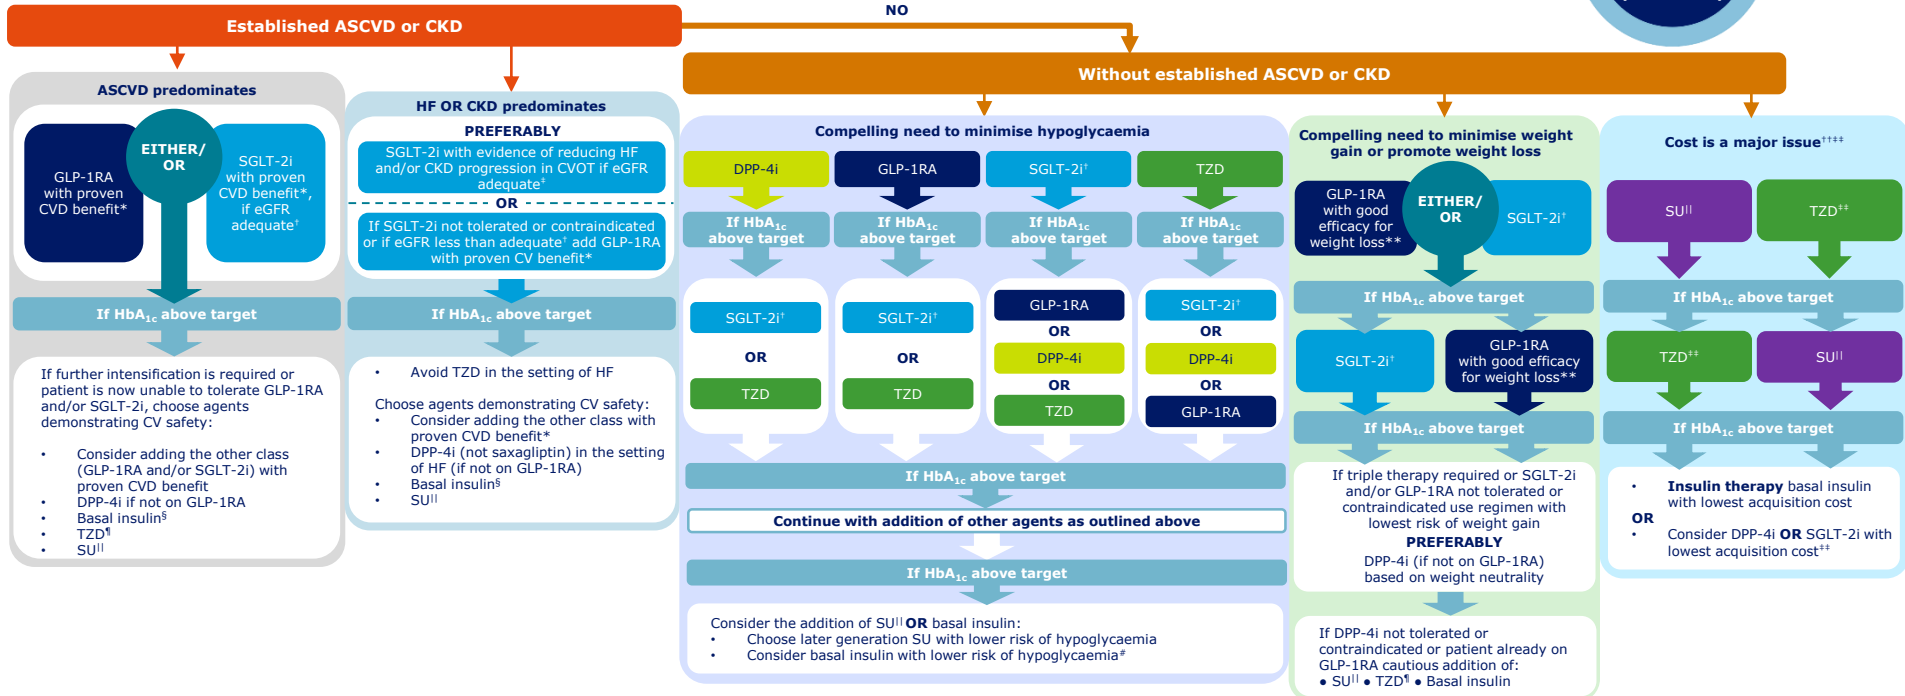 NO
Established ASCVD or CKD
Without established ASCVD or CKD
ASCVD predominates
GLP-1RA
with proven
CVD benefit*
EITHER/
OR
SGLT-2i
with proven
CVD benefit*,
if eGFR
adequate†
If HbA1c above target
If further intensification is required or
patient is now unable to tolerate GLP-1RA
and/or SGLT-2i, choose agents
demonstrating CV safety:
• Consider adding the other class
(GLP-1RA and/or SGLT-2i) with
proven CVD benefit
• DPP-4i if not on GLP-1RA
• Basal insulin§
• TZD¶
• SU||
HF OR CKD predominates
PREFERABLY
SGLT-2i with evidence of reducing HF
and/or CKD progression in CVOT if eGFR
adequate‡
OR
If SGLT-2i not tolerated or contraindicated
or if eGFR less than adequate† add GLP-1RA
with proven CV benefit*
If HbA1c above target
• Avoid TZD in the setting of HF
Choose agents demonstrating CV safety:
• Consider adding the other class with
proven CVD benefit*
• DPP-4i (not saxagliptin) in the setting
of HF (if not on GLP-1RA)
• Basal insulin§
• SU||
Compelling need to minimise hypoglycaemia
DPP-4i
If HbA1c
above target
SGLT-2i†
OR
TZD
GLP-1RA
If HbA1c
above target
SGLT-2i†
OR
TZD
SGLT-2i†
If HbA1c
above target
GLP-1RA
OR
DPP-4i
OR
TZD
TZD
If HbA1c
above target
SGLT-2i†
OR
DPP-4i
OR
GLP-1RA
If HbA1c above target
Continue with addition of other agents as outlined above
If HbA1c above target
Consider the addition of SU|| OR basal insulin:
• Choose later generation SU with lower risk of hypoglycaemia
• Consider basal insulin with lower risk of hypoglycaemia#
Compelling need to minimise weight
gain or promote weight loss
GLP-1RA
with good
efficacy for
weight loss**
EITHER/
OR
SGLT-2i†
If HbA1c above target
SGLT-2i†
GLP-1RA
with good efficacy
for weight loss**
If HbA1c above target
If triple therapy required or SGLT-2i
and/or GLP-1RA not tolerated or
contraindicated use regimen with
lowest risk of weight gain
PREFERABLY
DPP-4i (if not on GLP-1RA)
based on weight neutrality
If DPP-4i not tolerated or
contraindicated or patient already on
GLP-1RA cautious addition of:
● SU|| ● TZD¶ ● Basal insulin
Cost is a major issue††‡‡
SU||
TZD‡‡
If HbA1c above target
TZD‡‡
SU||
If HbA1c above target
• Insulin therapy basal insulin
with lowest acquisition cost
OR
• Consider DPP-4i OR SGLT-2i with
lowest acquisition cost‡‡